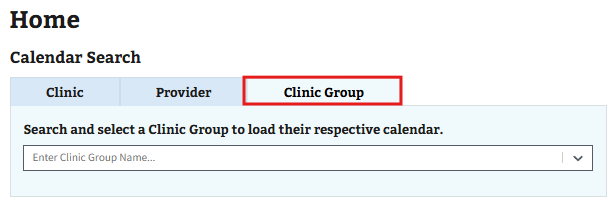 Home
Calendar Search
Clinic Provider Clinic Group
Search and select a Clinic Group to load their respective calendar.
Enter Clinic Group Name...